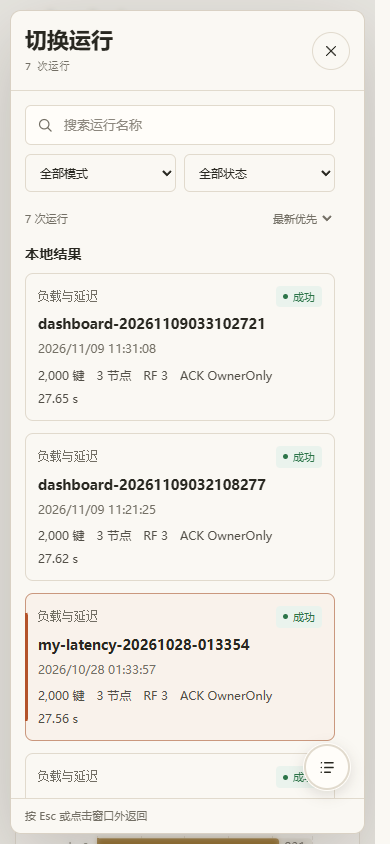 切换运行
7 次运行
搜索运行名称
全部模式
全部状态
7 次运行
最新优先
本地结果
负载与延迟
成功
dashboard-20261109033102721
2026/11/09 11:31:08
2,000 键 3 节点 RF 3 ACK OwnerOnly
27.65 s
负载与延迟
成功
dashboard-20261109032108277
2026/11/09 11:21:25
2,000 键 3 节点 RF 3 ACK OwnerOnly
27.62 s
负载与延迟
成功
my-latency-20261028-013354
2026/10/28 01:33:57
2,000 键 3 节点 RF 3 ACK OwnerOnly
27.56 s
负载与延迟
按 Esc 或点击窗口外返回